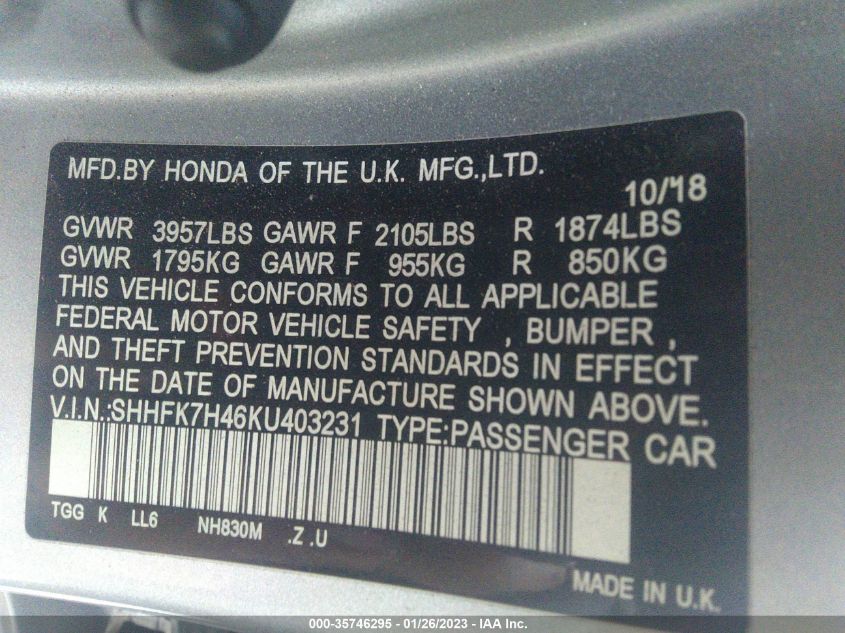 MFD.BY HONDA OF THE U.K. MFG.,LTD.
10/18
GVWR 3957LBS GAWR F 2105LBS R 1874LBS
GVWR 1795KG GAWR F 955KG R 850KG
THIS VEHICLE CONFORMS TO ALL APPLICABLE
FEDERAL MOTOR VEHICLE SAFETY , BUMPER ,
AND THEFT PREVENTION STANDARDS IN EFFECT
ON THE DATE OF MANUFACTURE SHOWN ABOVE.
V.I.N.:SHHFK7H46KU403231 TYPE:PASSENGER CAR
TGG K LL6 NH830M .Z .U
MADE IN U.K.
000-35746295 - 01/26/2023 - © IAA Inc.